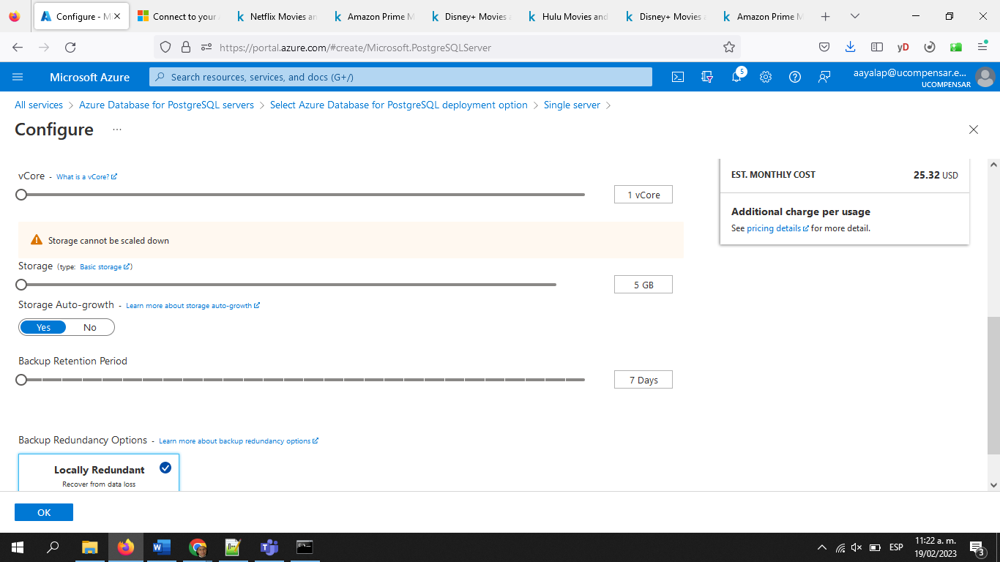 Configure - M
Connect to your
Netflix Movies an
Amazon Prime M
Disney+ Movies
Hulu Movies and
Disney+ Movies
Amazon Prime M
https://portal.azure.com/#create/Microsoft.PostgreSQLServer
yD
Microsoft Azure
Search resources, services, and docs (G+/)
5
aayalap@ucompensar.e...
UCOMPENSAR
All services > Azure Database for PostgreSQL servers > Select Azure Database for PostgreSQL deployment option > Single server >
Configure ...
vCore - What is a vCore?
1 vCore
EST. MONTHLY COST 25.32 USD
Additional charge per usage
See pricing details for more detail.
Storage cannot be scaled down
Storage (type: Basic storage)
5 GB
Storage Auto-growth - Learn more about storage auto-growth
Yes No
Backup Retention Period
7 Days
Backup Redundancy Options - Learn more about backup redundancy options
Locally Redundant
Recover from data loss
OK
ESP
11:22 a. m.
19/02/2023
3